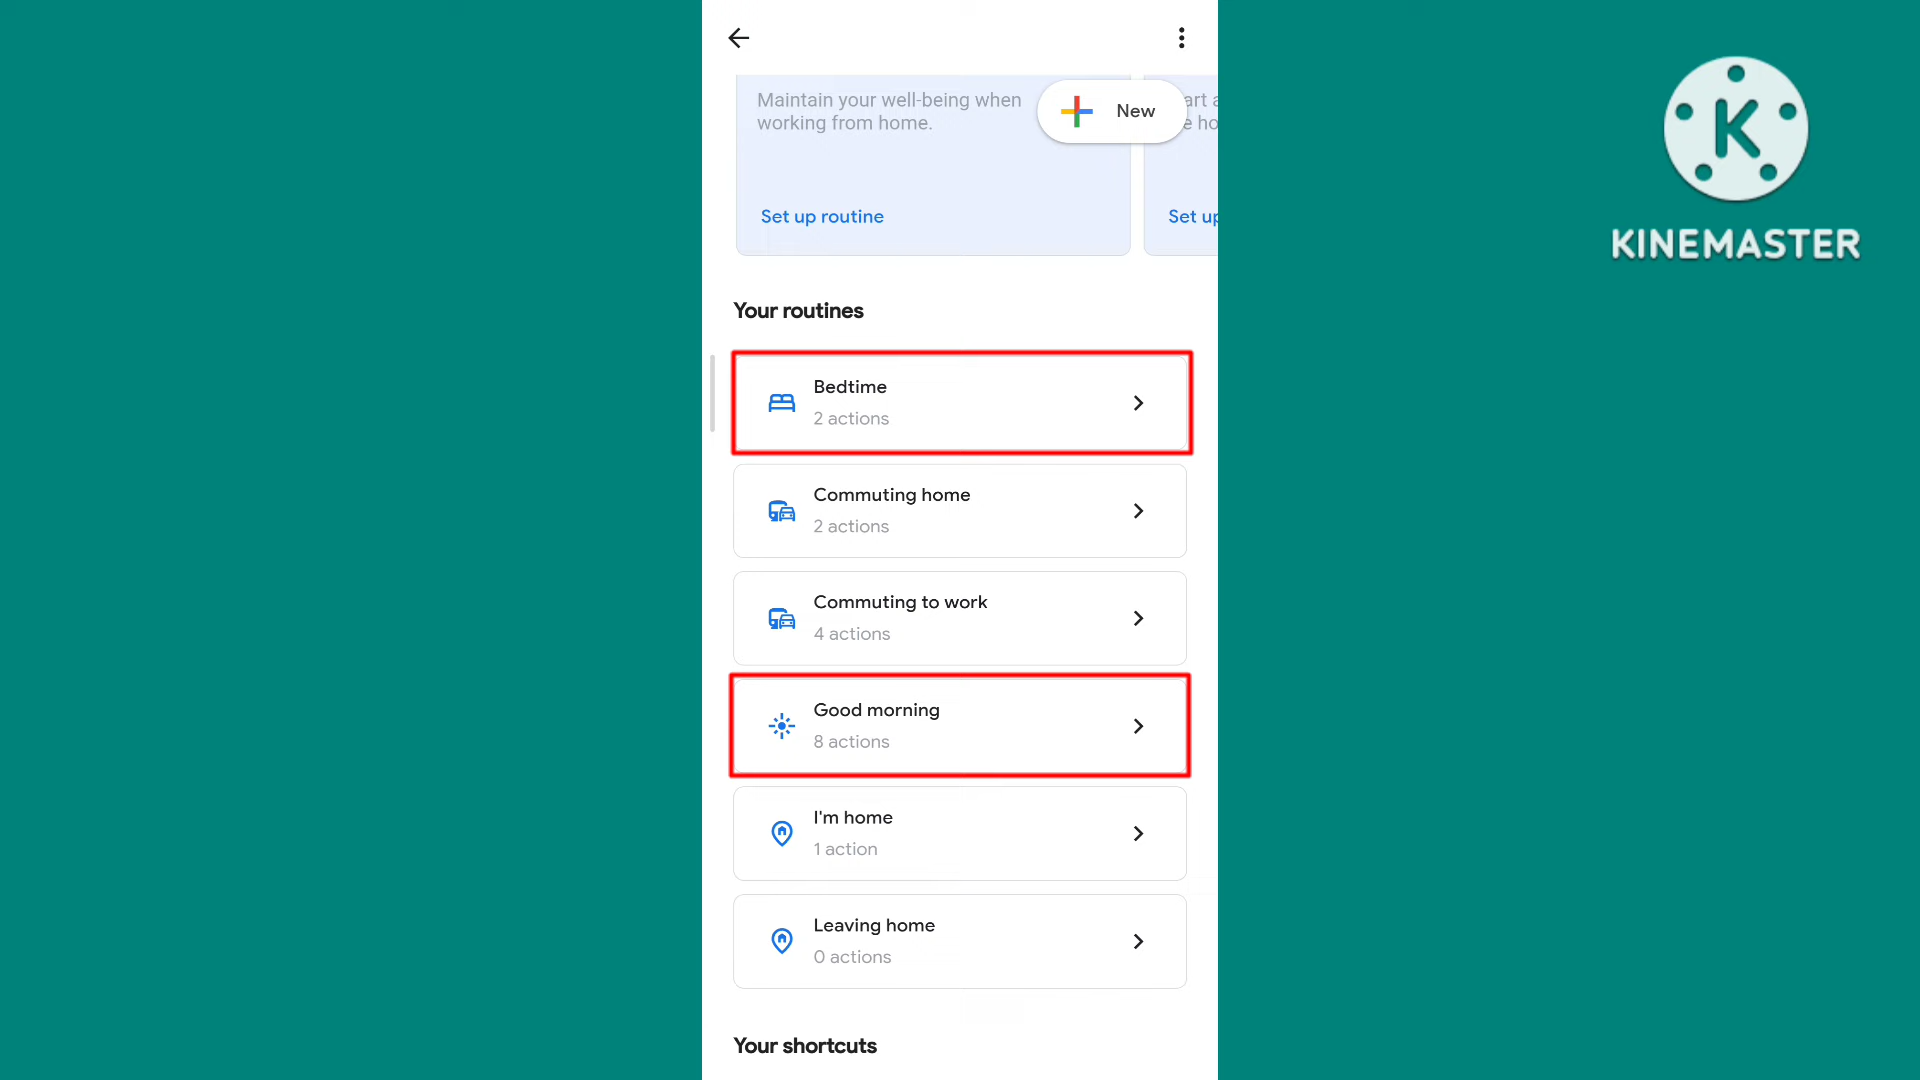 Maintain your well-being when
working from home.
New
Set up routine
Set up
KINEMASTER
Your routines
Bedtime
2 actions
Commuting home
2 actions
Commuting to work
4 actions
Good morning
8 actions
I'm home
1 action
Leaving home
0 actions
Your shortcuts